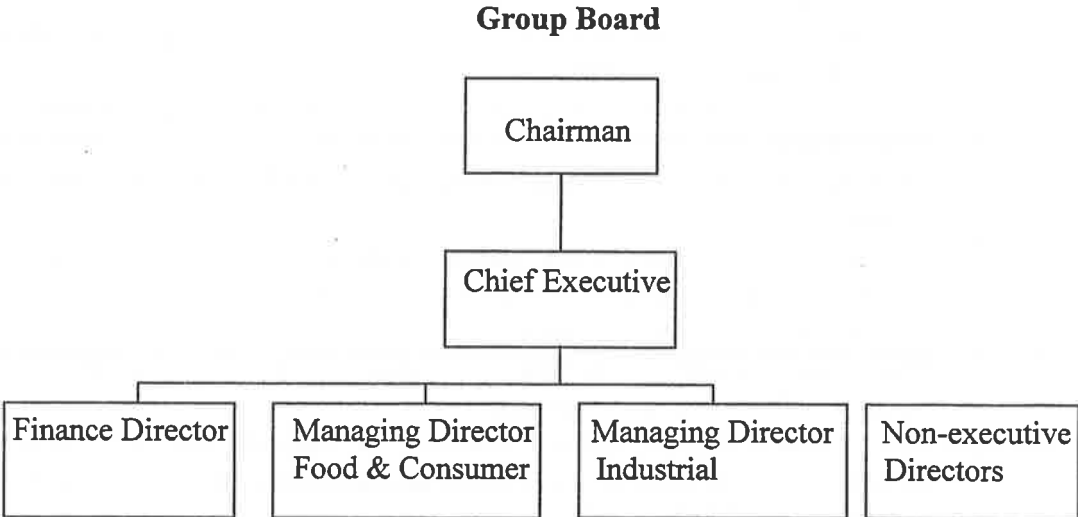 Group Board
Chairman
Chief Executive
Finance Director
Managing Director
Food & Consumer
Managing Director
Industrial
Non-executive
Directors